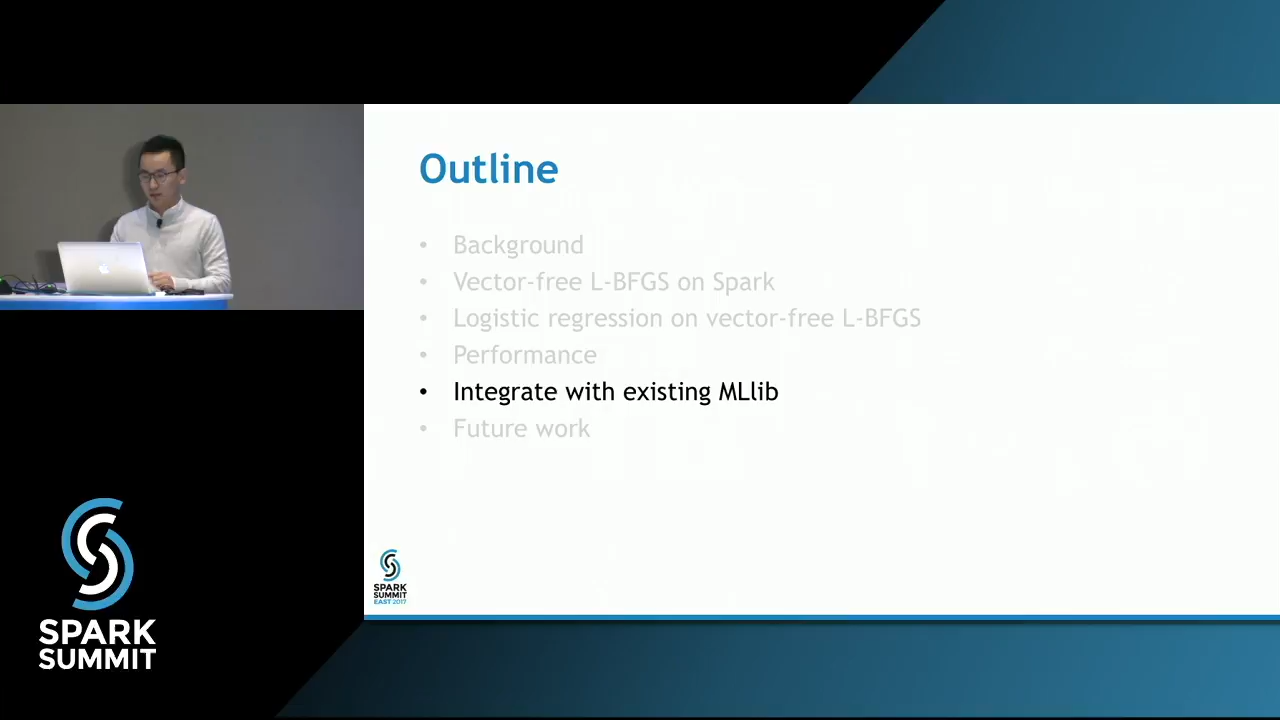 Outline
• Background
• Vector-free L-BFGS on Spark
• Logistic regression on vector-free L-BFGS
• Performance
• Integrate with existing MLlib
• Future work
SPARK
SUMMIT
EAST 2017
SPARK
SUMMIT